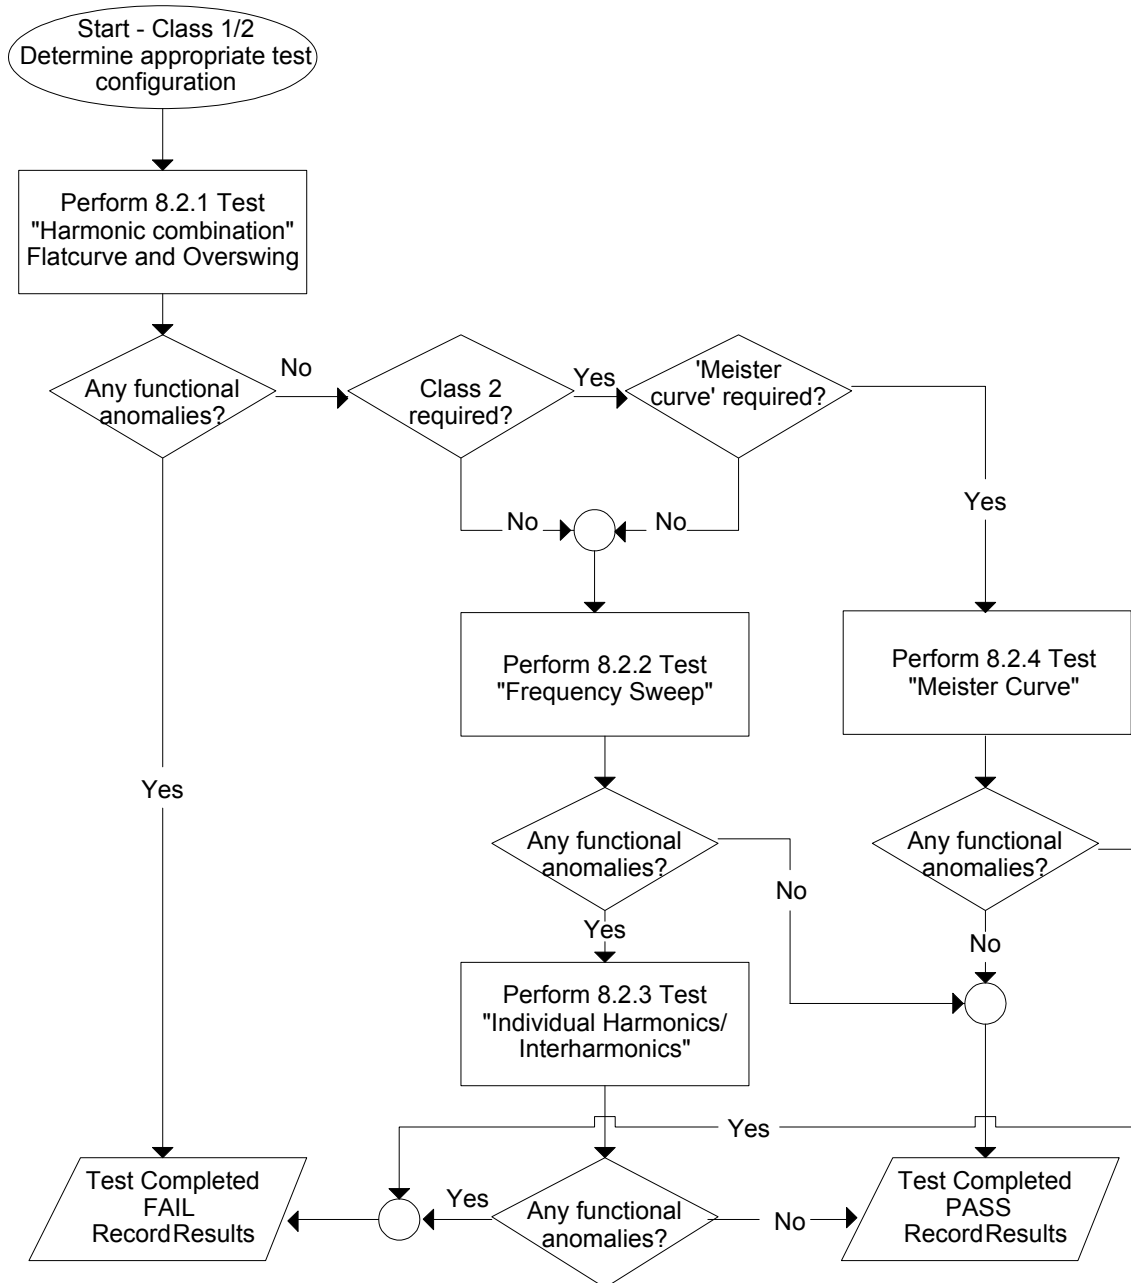 Start - Class 1/2
Determine appropriate test
configuration
Perform 8.2.1 Test
"Harmonic combination"
Flatcurve and Overswing
Any functional
anomalies?
No
Class 2
required?
Yes
'Meister
curve' required?
No
No
Yes
Perform 8.2.2 Test
"Frequency Sweep"
Perform 8.2.4 Test
"Meister Curve"
Yes
Any functional
anomalies?
No
Any functional
anomalies?
Yes
No
Perform 8.2.3 Test
"Individual Harmonics/
Interharmonics"
Yes
Test Completed
FAIL
RecordResults
Yes
Any functional
anomalies?
No
Test Completed
PASS
RecordResults